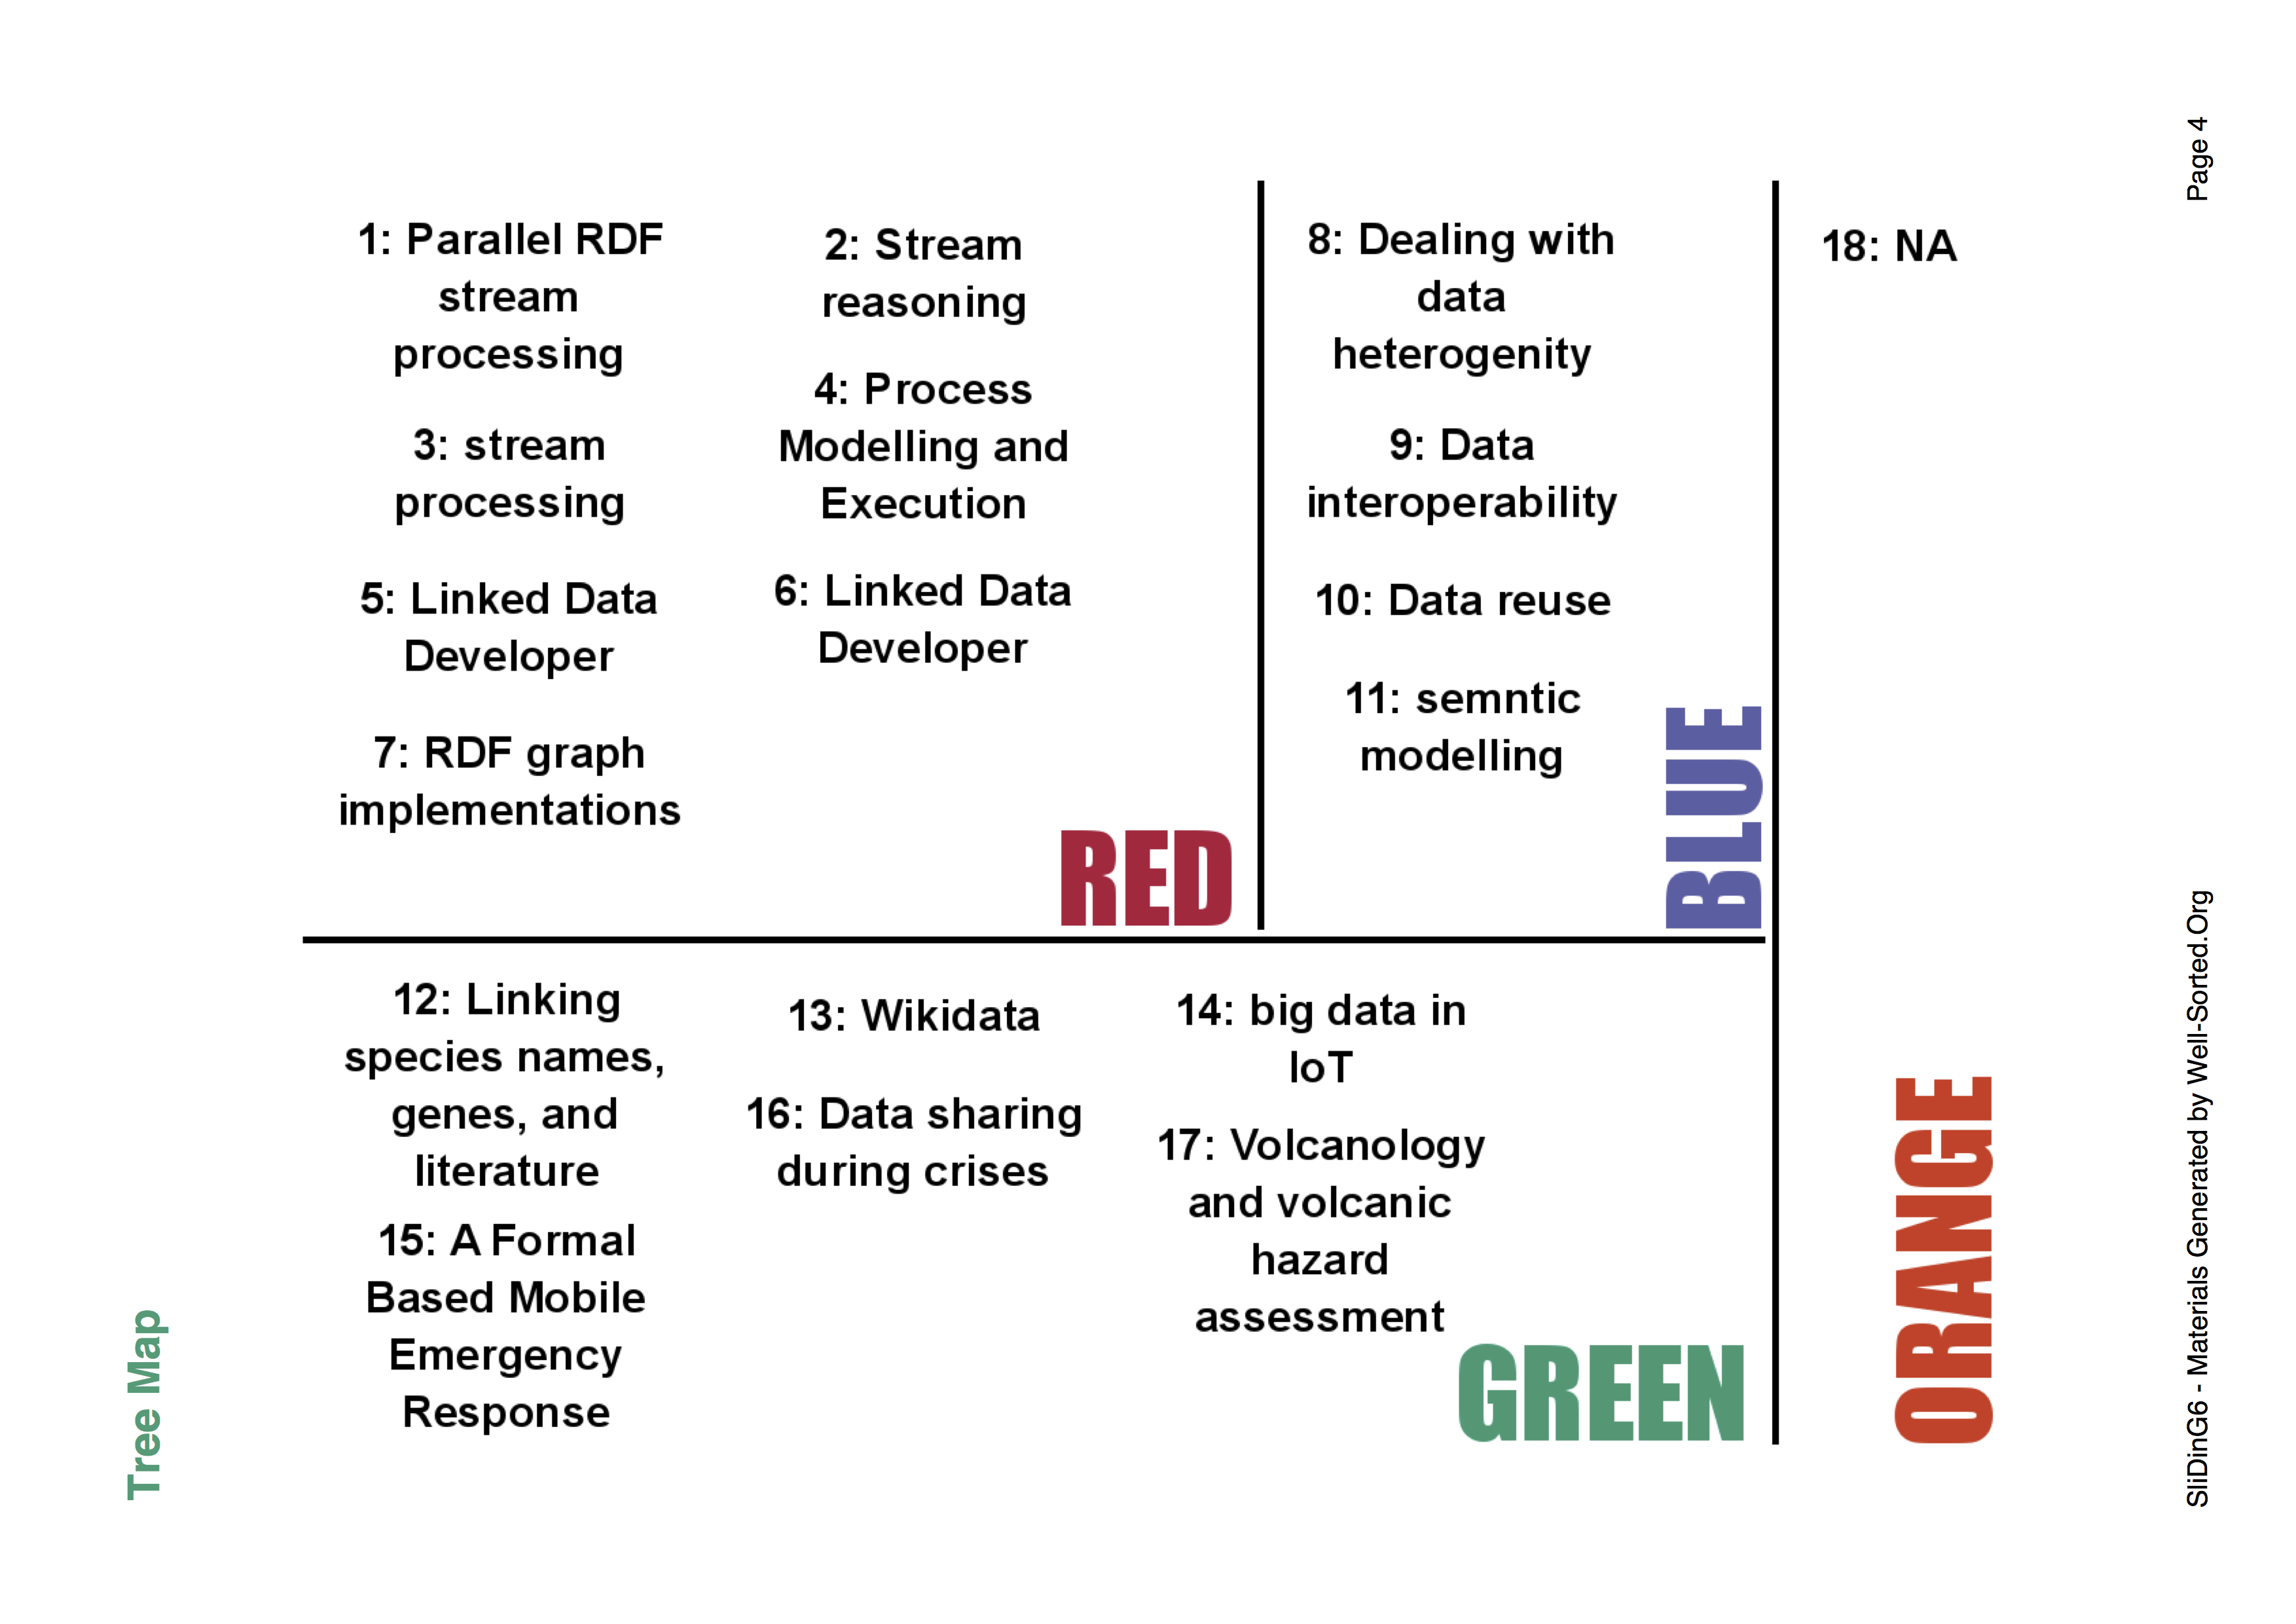 Tree Map
1: Parallel RDF
stream
processing
2: Stream
reasoning
3: stream
processing
4: Process
Modelling and
Execution
5: Linked Data
Developer
6: Linked Data
Developer
7: RDF graph
implementations
RED
8: Dealing with
data
heterogenity
9: Data
interoperability
10: Data reuse
11: semntic
modelling
BLUE
12: Linking
species names,
genes, and
literature
13: Wikidata
14: big data in
IoT
15: A Formal
Based Mobile
Emergency
Response
16: Data sharing
during crises
17: Volcanology
and volcanic
hazard
assessment
GREEN
18: NA
ORANGE
SliDinG6 - Materials Generated by Well-Sorted.Org
Page 4